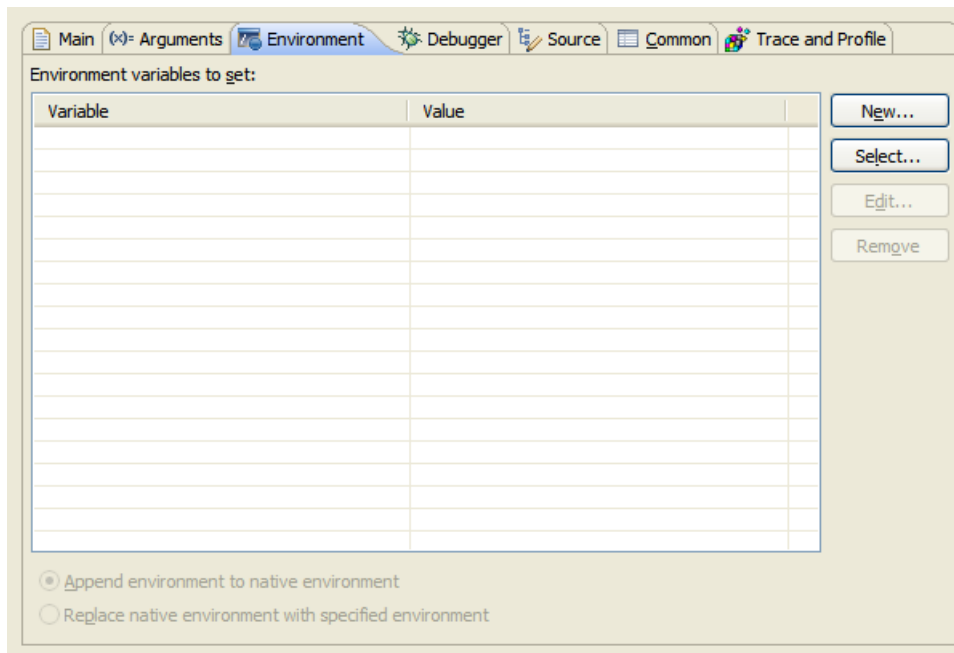 Main (x)= Arguments Environment Debugger Source Common Trace and Profile
Environment variables to set:
Variable Value
New...
Select...
Edit...
Remove
Append environment to native environment
Replace native environment with specified environment